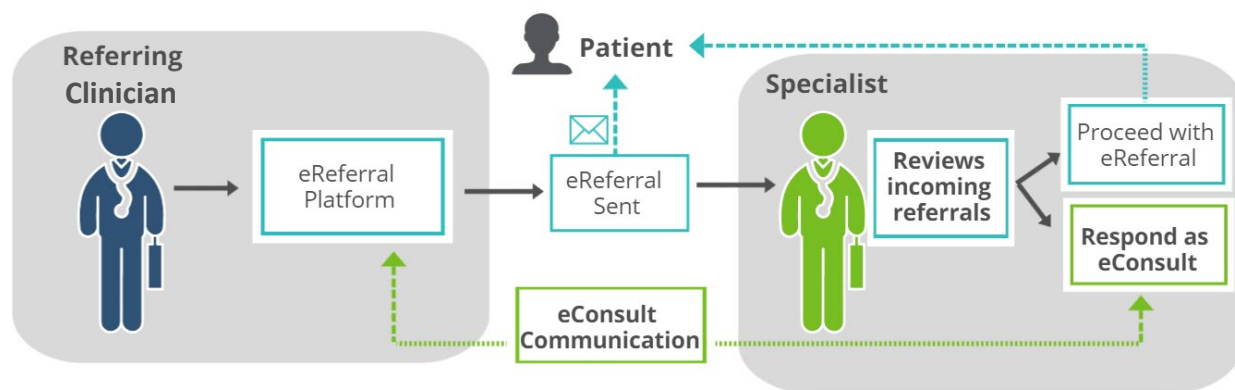 Referring
Clinician
eReferral
Platform
Patient
eReferral
Sent
Specialist
Reviews
incoming
referrals
Proceed with
eReferral
Respond as
eConsult
eConsult
Communication